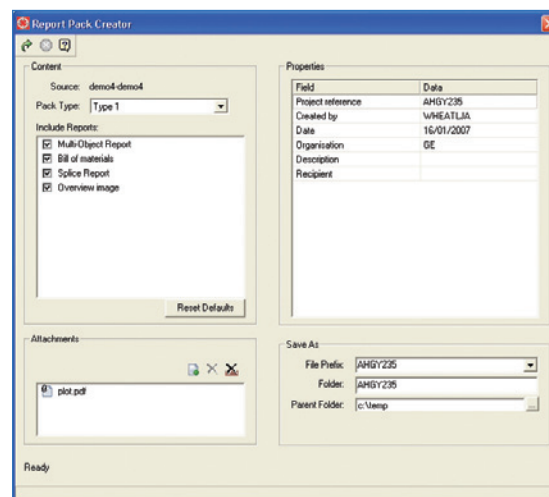 Report Pack Creator
Content
Source: demo4-demo4
Pack Type: Type 1
Include Reports:
Multi-Object Report
Bill of materials
Splice Report
Overview image
Reset Defaults
Attachments
plot.pdf
Properties
Field Data
Project reference AHGY235
Created by WHEATLJA
Date 16/01/2007
Organisation GE
Description
Recipient
Save As
File Prefix: AHGY235
Folder: AHGY235
Parent Folder: c:\temp
...
Ready